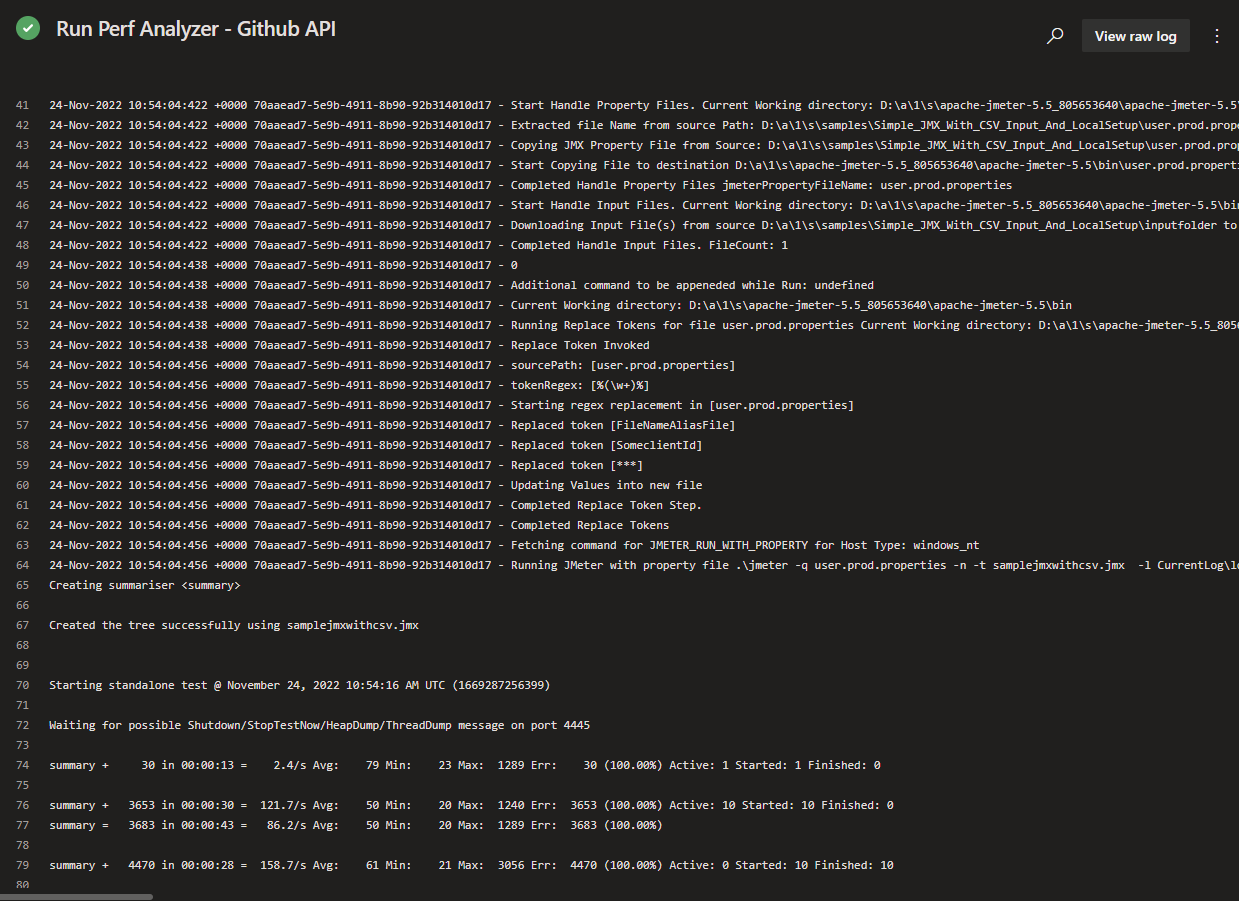 Run Perf Analyzer - Github API
View raw log
41 24-Nov-2022 10:54:04:422 +0000 70aaead7-5e9b-4911-8b90-92b314010d17 - Start Handle Property Files. Current Working directory: D:\a\1\s\apache-jmeter-5.5_805653640\apache-jmeter-5.5\
42 24-Nov-2022 10:54:04:422 +0000 70aaead7-5e9b-4911-8b90-92b314010d17 - Extracted file Name from source Path: D:\a\1\s\samples\Simple_JMX_With_CSV_Input_And_LocalSetup\user.prod.prope
43 24-Nov-2022 10:54:04:422 +0000 70aaead7-5e9b-4911-8b90-92b314010d17 - Copying JMX Property File from Source: D:\a\1\s\samples\Simple_JMX_With_CSV_Input_And_LocalSetup\user.prod.prop
44 24-Nov-2022 10:54:04:422 +0000 70aaead7-5e9b-4911-8b90-92b314010d17 - Start Copying File to destination D:\a\1\s\apache-jmeter-5.5_805653640\apache-jmeter-5.5\bin\user.prod.properti
45 24-Nov-2022 10:54:04:422 +0000 70aaead7-5e9b-4911-8b90-92b314010d17 - Completed Handle Property Files jmeterPropertyFileName: user.prod.properties
46 24-Nov-2022 10:54:04:422 +0000 70aaead7-5e9b-4911-8b90-92b314010d17 - Start Handle Input Files. Current Working directory: D:\a\1\s\apache-jmeter-5.5_805653640\apache-jmeter-5.5\bin
47 24-Nov-2022 10:54:04:422 +0000 70aaead7-5e9b-4911-8b90-92b314010d17 - Downloading Input File(s) from source D:\a\1\s\samples\Simple_JMX_With_CSV_Input_And_LocalSetup\inputfolder to
48 24-Nov-2022 10:54:04:422 +0000 70aaead7-5e9b-4911-8b90-92b314010d17 - Completed Handle Input Files. FileCount: 1
49 24-Nov-2022 10:54:04:438 +0000 70aaead7-5e9b-4911-8b90-92b314010d17 - 0
50 24-Nov-2022 10:54:04:438 +0000 70aaead7-5e9b-4911-8b90-92b314010d17 - Additional command to be appeneded while Run: undefined
51 24-Nov-2022 10:54:04:438 +0000 70aaead7-5e9b-4911-8b90-92b314010d17 - Current Working directory: D:\a\1\s\apache-jmeter-5.5_805653640\apache-jmeter-5.5\bin
52 24-Nov-2022 10:54:04:438 +0000 70aaead7-5e9b-4911-8b90-92b314010d17 - Running Replace Tokens for file user.prod.properties Current Working directory: D:\a\1\s\apache-jmeter-5.5_8056
53 24-Nov-2022 10:54:04:438 +0000 70aaead7-5e9b-4911-8b90-92b314010d17 - Replace Token Invoked
54 24-Nov-2022 10:54:04:456 +0000 70aaead7-5e9b-4911-8b90-92b314010d17 - sourcePath: [user.prod.properties]
55 24-Nov-2022 10:54:04:456 +0000 70aaead7-5e9b-4911-8b90-92b314010d17 - tokenRegex: [%(\w+)%]
56 24-Nov-2022 10:54:04:456 +0000 70aaead7-5e9b-4911-8b90-92b314010d17 - Starting regex replacement in [user.prod.properties]
57 24-Nov-2022 10:54:04:456 +0000 70aaead7-5e9b-4911-8b90-92b314010d17 - Replaced token [FileNameAliasFile]
58 24-Nov-2022 10:54:04:456 +0000 70aaead7-5e9b-4911-8b90-92b314010d17 - Replaced token [SomeclientId]
59 24-Nov-2022 10:54:04:456 +0000 70aaead7-5e9b-4911-8b90-92b314010d17 - Replaced token [***]
60 24-Nov-2022 10:54:04:456 +0000 70aaead7-5e9b-4911-8b90-92b314010d17 - Updating Values into new file
61 24-Nov-2022 10:54:04:456 +0000 70aaead7-5e9b-4911-8b90-92b314010d17 - Completed Replace Token Step.
62 24-Nov-2022 10:54:04:456 +0000 70aaead7-5e9b-4911-8b90-92b314010d17 - Completed Replace Tokens
63 24-Nov-2022 10:54:04:456 +0000 70aaead7-5e9b-4911-8b90-92b314010d17 - Fetching command for JMETER_RUN_WITH_PROPERTY for Host Type: windows_nt
64 24-Nov-2022 10:54:04:456 +0000 70aaead7-5e9b-4911-8b90-92b314010d17 - Running JMeter with property file .\jmeter -q user.prod.properties -n -t samplejmxwithcsv.jmx  -l CurrentLog\lo
65 Creating summariser <summary>
66
67 Created the tree successfully using samplejmxwithcsv.jmx
68
69
70 Starting standalone test @ November 24, 2022 10:54:16 AM UTC (1669287256399)
71
72 Waiting for possible Shutdown/StopTestNow/HeapDump/ThreadDump message on port 4445
73
74 summary +     30 in 00:00:13 =    2.4/s Avg:    79 Min:    23 Max:  1289 Err:    30 (100.00%) Active: 1 Started: 1 Finished: 0
75
76 summary +   3653 in 00:00:30 =  121.7/s Avg:    50 Min:    20 Max:  1240 Err:  3653 (100.00%) Active: 10 Started: 10 Finished: 0
77 summary =   3683 in 00:00:43 =   86.2/s Avg:    50 Min:    20 Max:  1289 Err:  3683 (100.00%)
78
79 summary +   4470 in 00:00:28 =  158.7/s Avg:    61 Min:    21 Max:  3056 Err:  4470 (100.00%) Active: 0 Started: 10 Finished: 10
80